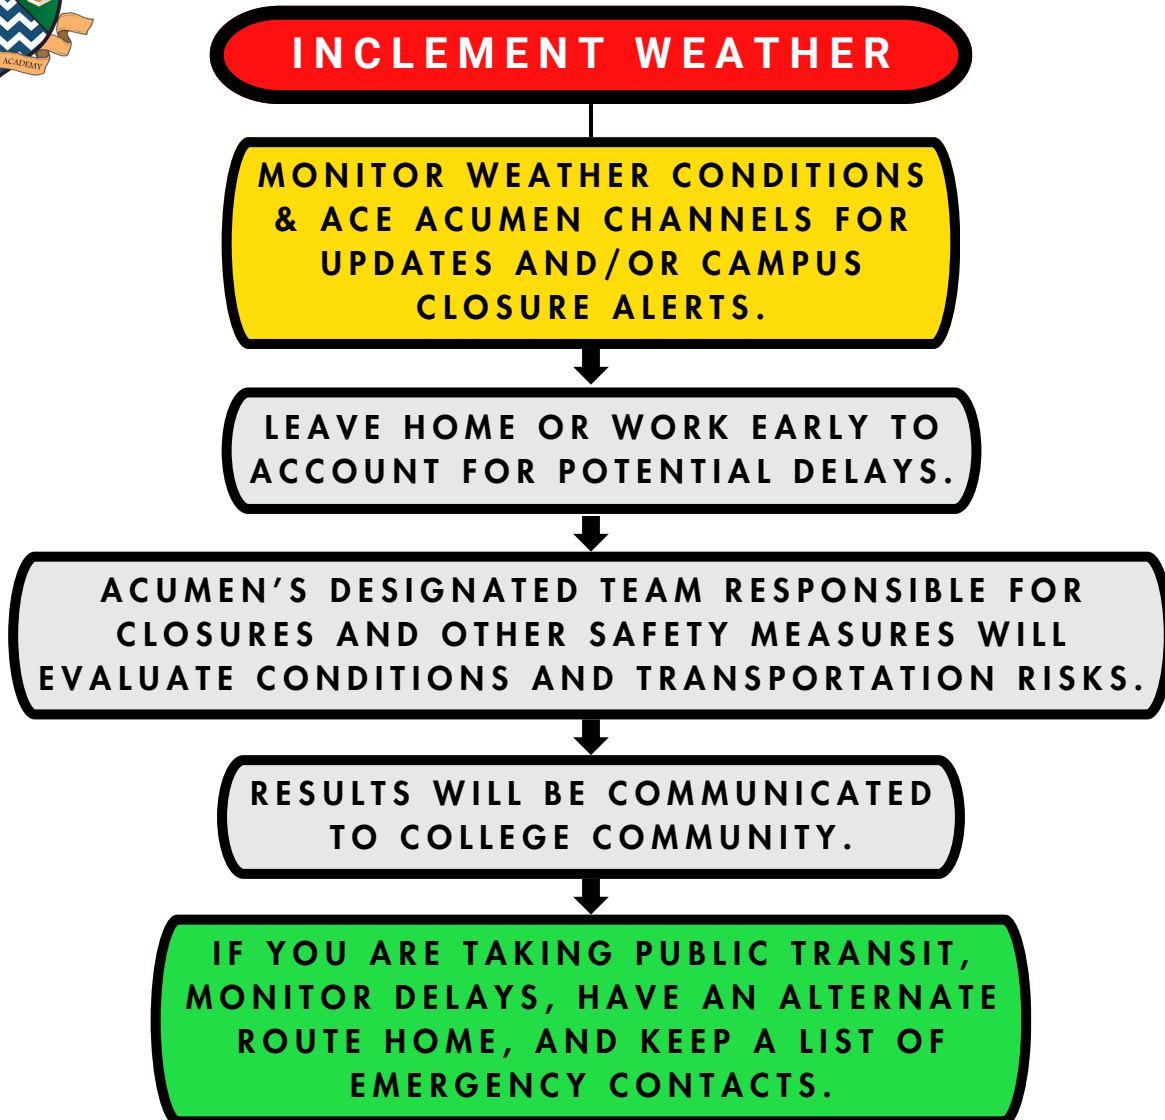 ACADEMY
INCLEMENT WEATHER
MONITOR WEATHER CONDITIONS
& ACE ACUMEN CHANNELS FOR
UPDATES AND/OR CAMPUS
CLOSURE ALERTS.
LEAVE HOME OR WORK EARLY TO
ACCOUNT FOR POTENTIAL DELAYS.
ACUMEN’S DESIGNATED TEAM RESPONSIBLE FOR
CLOSURES AND OTHER SAFETY MEASURES WILL
EVALUATE CONDITIONS AND TRANSPORTATION RISKS.
RESULTS WILL BE COMMUNICATED
TO COLLEGE COMMUNITY.
IF YOU ARE TAKING PUBLIC TRANSIT,
MONITOR DELAYS, HAVE AN ALTERNATE
ROUTE HOME, AND KEEP A LIST OF
EMERGENCY CONTACTS.